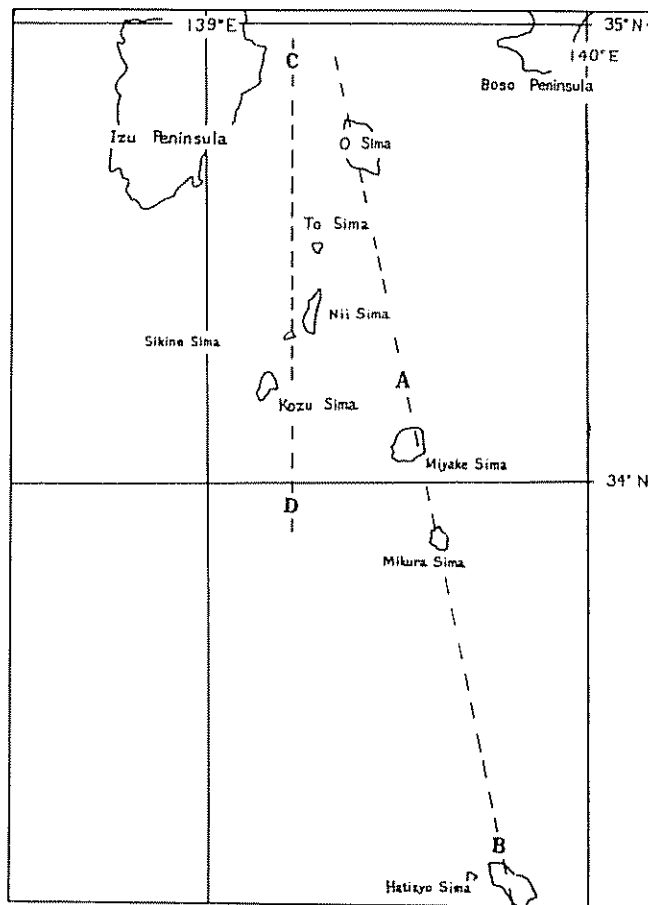 139°E
35°N
140°E
C
Boso Peninsula
Izu Peninsula
O Sima
To Sima
Nii Sima
Sikine Sima
A
Kozu Sima
Miyake Sima
34°N
D
Mikura Sima
B
Hatizyo Sima